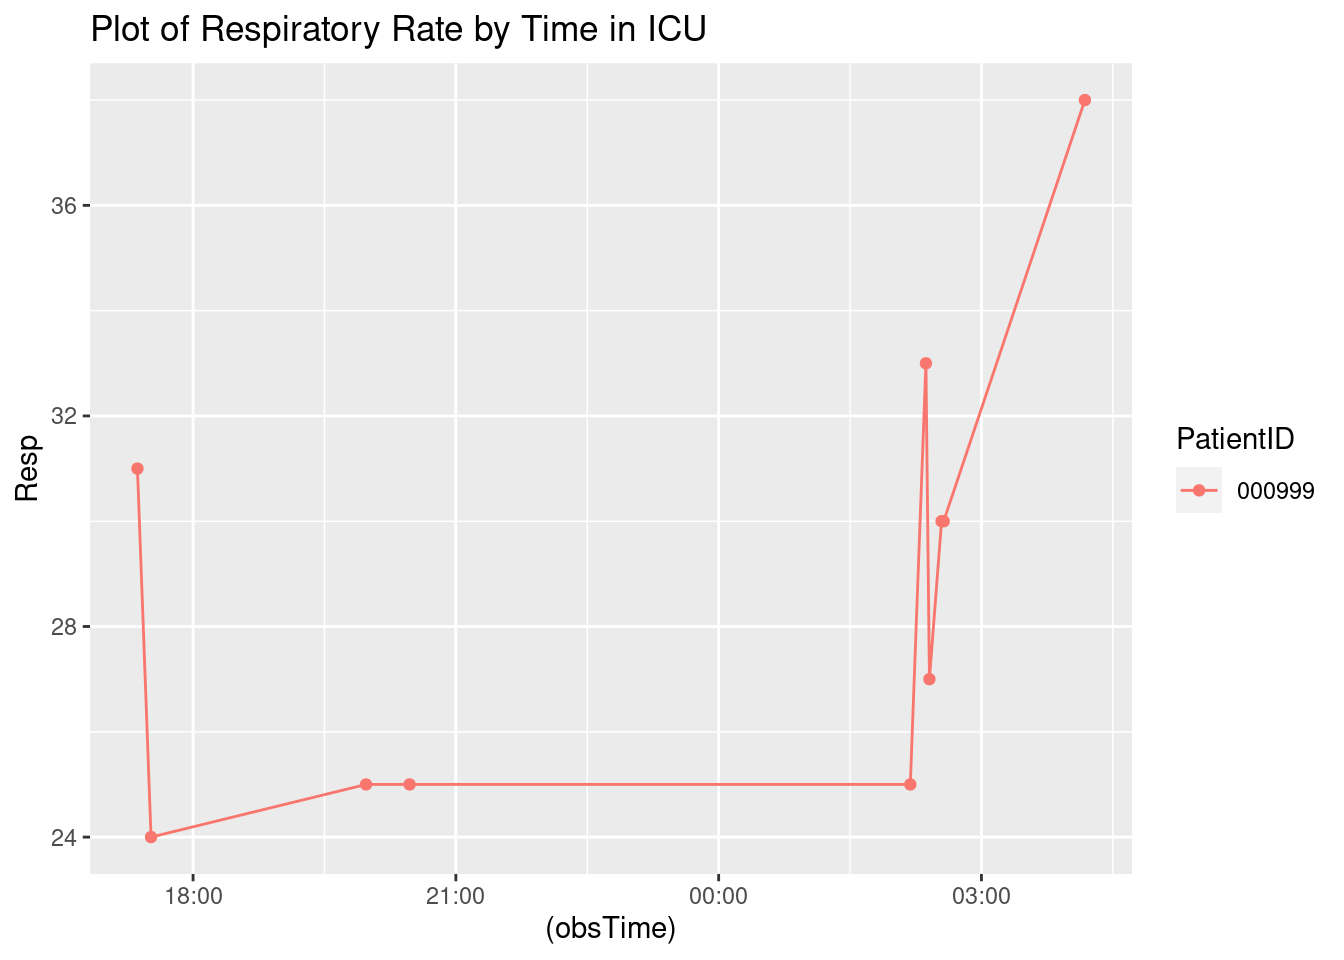 Plot of Respiratory Rate by Time in ICU
36
32
28
24
Resp
18:00 21:00 00:00 03:00
(obsTime)
PatientID
000999